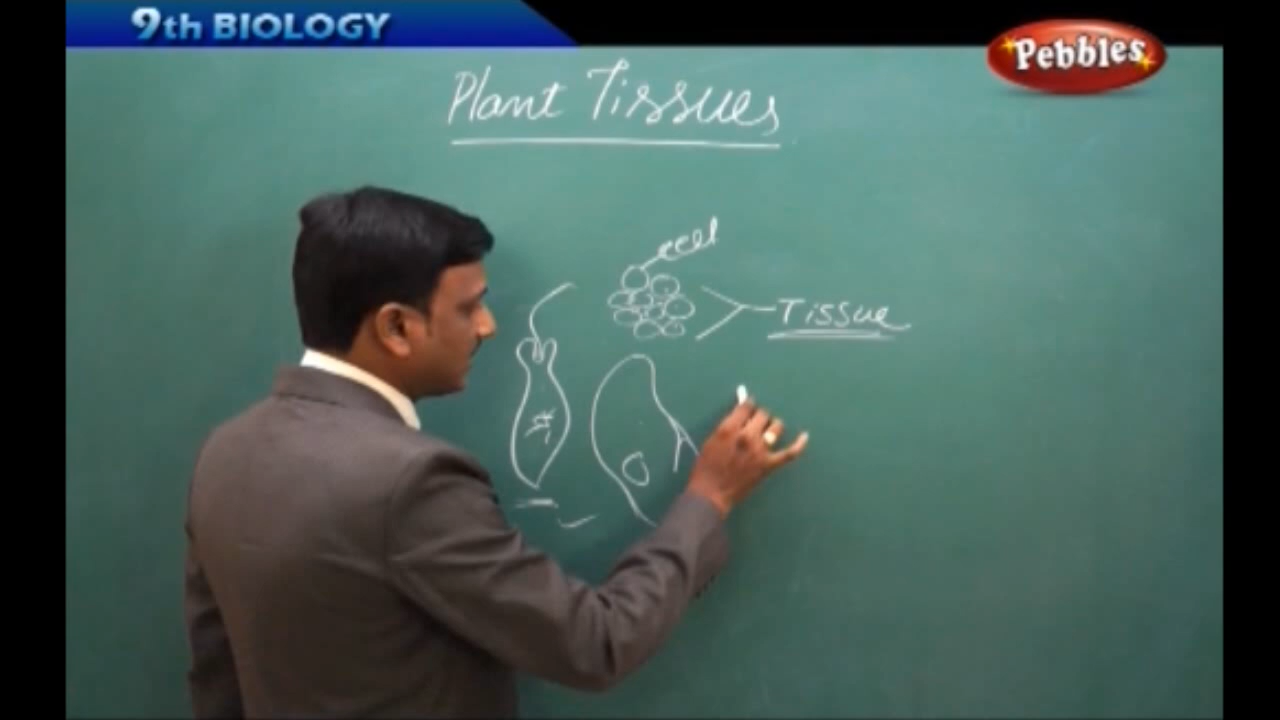 9th BIOLOGY
Pebbles
Plant Tissues
cell
Tissue